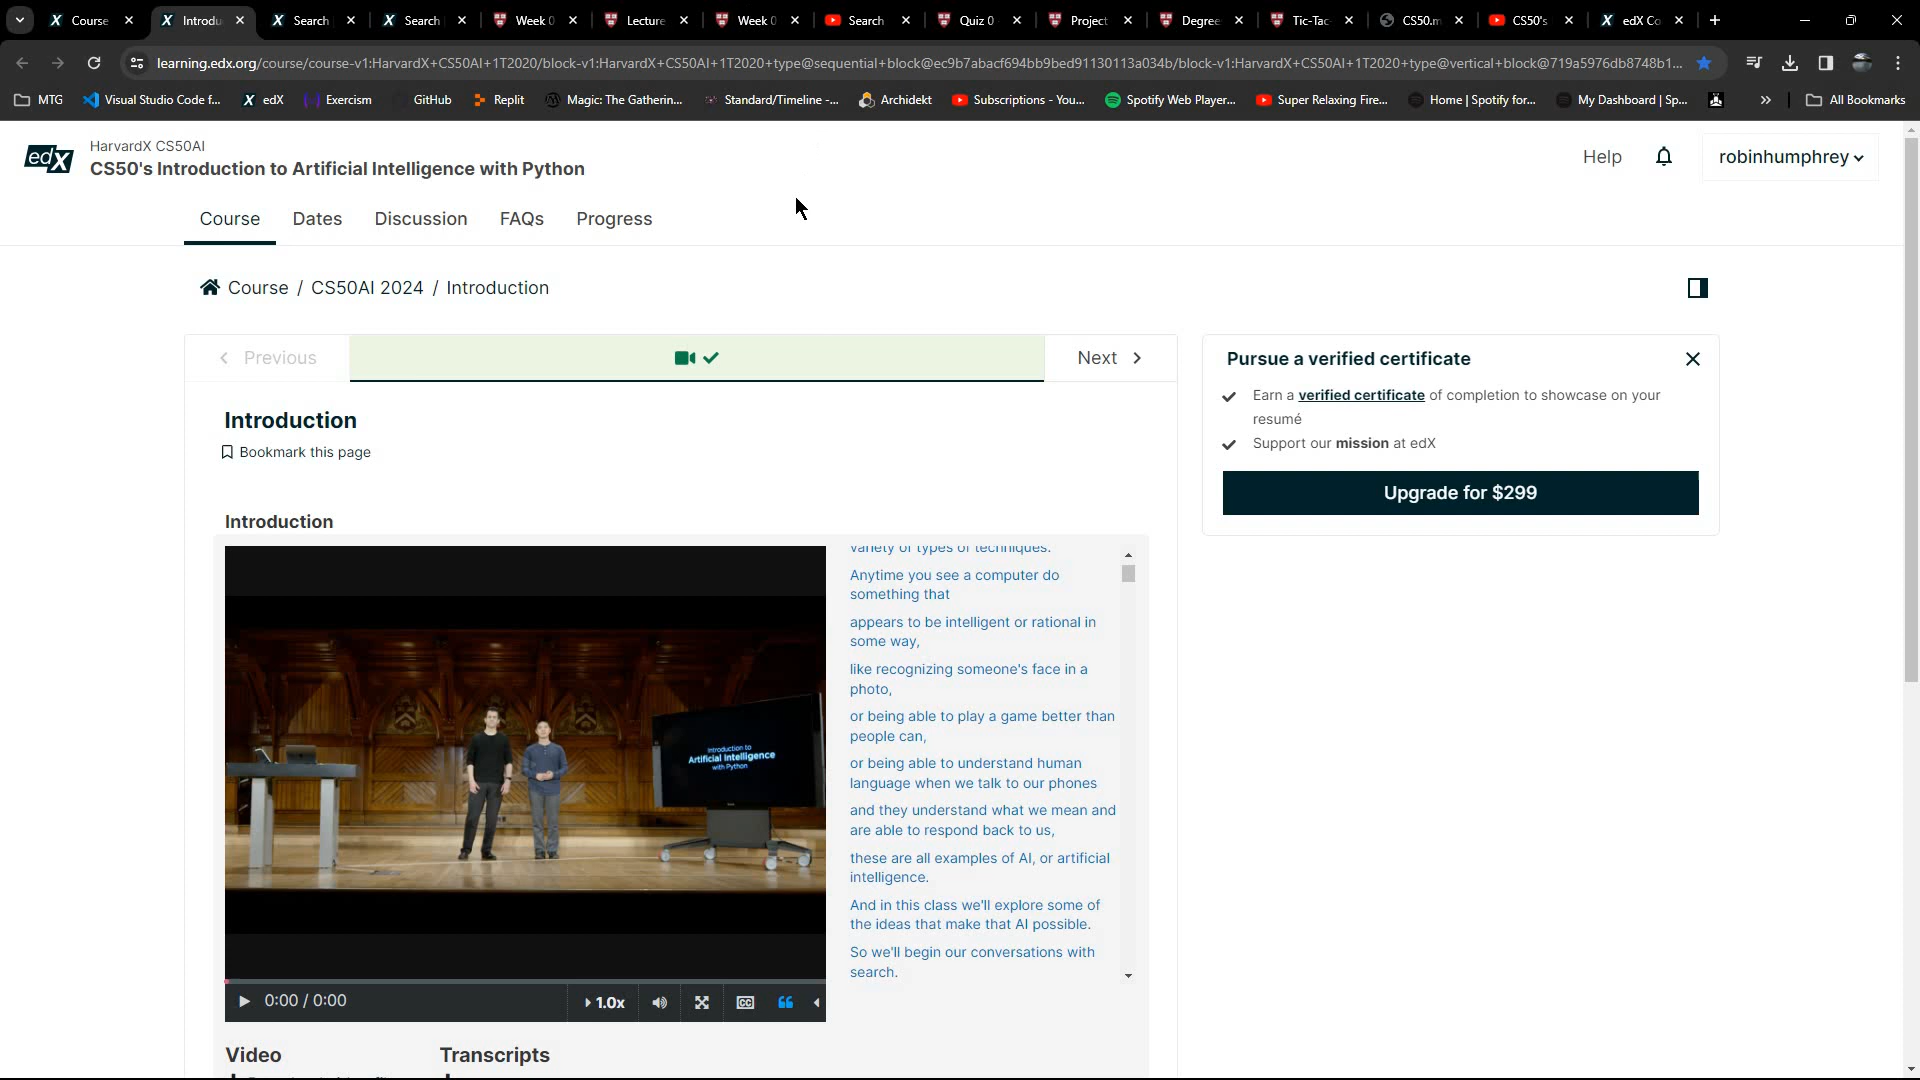 Course
Introdu
Search
Search
Week 0
Lecture
Week 0
Search
Quiz 0
Project
Degree
Tic-Tac
CS50.m
CS50's
edX Co
learning.edx.org/course/course-v1:HarvardX+CS50AI+1T2020/block-v1:HarvardX+CS50AI+1T2020+type@sequential+block@ec9b7abacf694bb9bed91130113a034b/block-v1:HarvardX+CS50AI+1T2020+type@vertical+block@719a5976db8748b1...
MTG
Visual Studio Code f...
edX
Exercism
GitHub
Replit
Magic: The Gatherin...
Standard/Timeline -...
Archidekt
Subscriptions - You...
Spotify Web Player...
Super Relaxing Fire...
Home | Spotify for...
My Dashboard | Sp...
All Bookmarks
edX
HarvardX CS50AI
CS50's Introduction to Artificial Intelligence with Python
Help
robinhumphrey
Course
Dates
Discussion
FAQs
Progress
Course / CS50AI 2024 / Introduction
Previous
Next
Introduction
Bookmark this page
Introduction
Introduction to
Artificial Intelligence
with Python
variety of types of techniques.
Anytime you see a computer do
something that
appears to be intelligent or rational in
some way,
like recognizing someone's face in a
photo,
or being able to play a game better than
people can,
or being able to understand human
language when we talk to our phones
and they understand what we mean and
are able to respond back to us,
these are all examples of AI, or artificial
intelligence.
And in this class we'll explore some of
the ideas that make that AI possible.
So we'll begin our conversations with
search.
0:00 / 0:00
1.0x
CC
Video
Transcripts
Pursue a verified certificate
Earn a verified certificate of completion to showcase on your
resumé
Support our mission at edX
Upgrade for $299